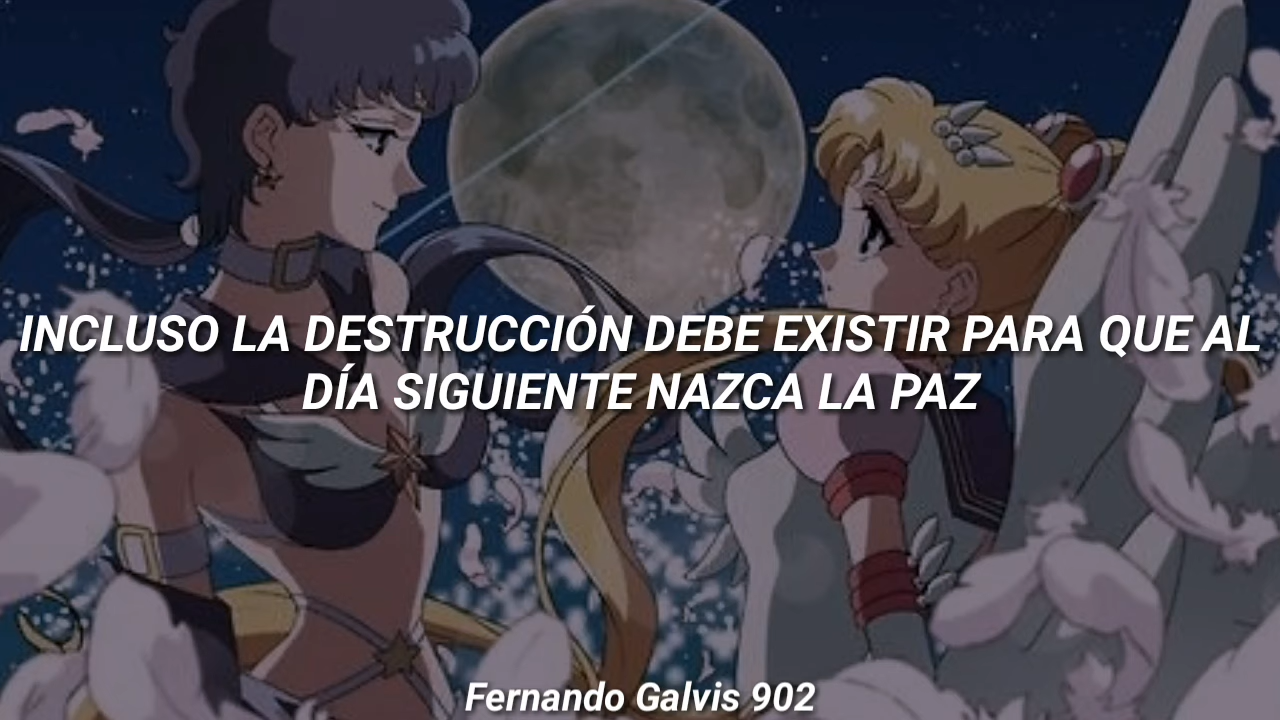 INCLUSO LA DESTRUCCIÓN DEBE EXISTIR PARA QUE AL
DÍA SIGUIENTE NAZCA LA PAZ
Fernando Galvis 902